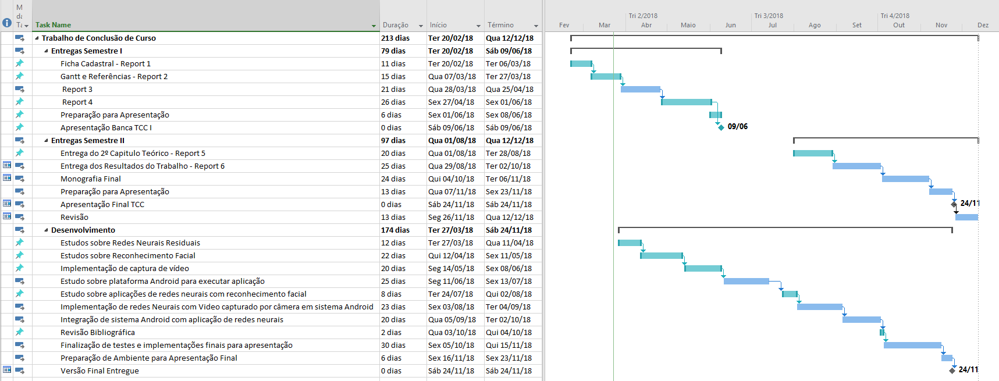 M
da
Ta
Task Name Duração Início Término
Tri 2/2018 Tri 3/2018 Tri 4/2018
Fev Mar Abr Maio Jun Jul Ago Set Out Nov Dez
Trabalho de Conclusão de Curso 213 dias Ter 20/02/18 Qua 12/12/18
Entregas Semestre I 79 dias Ter 20/02/18 Sáb 09/06/18
Ficha Cadastral - Report 1 11 dias Ter 20/02/18 Ter 06/03/18
Gantt e Referências - Report 2 15 dias Qua 07/03/18 Ter 27/03/18
Report 3 21 dias Qua 28/03/18 Qua 25/04/18
Report 4 26 dias Sex 27/04/18 Sex 01/06/18
Preparação para Apresentação 6 dias Sex 01/06/18 Sex 08/06/18
Apresentação Banca TCC I 0 dias Sáb 09/06/18 Sáb 09/06/18 09/06
Entregas Semestre II 97 dias Qua 01/08/18 Qua 12/12/18
Entrega do 2º Capitulo Teórico - Report 5 20 dias Qua 01/08/18 Ter 28/08/18
Entrega dos Resultados do Trabalho - Report 6 25 dias Qua 29/08/18 Ter 02/10/18
Monografia Final 24 dias Qui 04/10/18 Ter 06/11/18
Preparação para Apresentação 13 dias Qua 07/11/18 Sex 23/11/18
Apresentação Final TCC 0 dias Sáb 24/11/18 Sáb 24/11/18 24/11
Revisão 13 dias Seg 26/11/18 Qua 12/12/18
Desenvolvimento 174 dias Ter 27/03/18 Sáb 24/11/18
Estudos sobre Redes Neurais Residuais 12 dias Ter 27/03/18 Qua 11/04/18
Estudos sobre Reconhecimento Facial 22 dias Qui 12/04/18 Sex 11/05/18
Implementação de captura de vídeo 20 dias Seg 14/05/18 Sex 08/06/18
Estudo sobre plataforma Android para executar aplicação 25 dias Seg 11/06/18 Sex 13/07/18
Estudo sobre aplicações de redes neurais com reconhecimento facial 8 dias Ter 24/07/18 Qui 02/08/18
Implementação de redes Neurais com Video capturado por câmera em sistema Android 23 dias Sex 03/08/18 Ter 04/09/18
Integração de sistema Android com aplicação de redes neurais 20 dias Qua 05/09/18 Ter 02/10/18
Revisão Bibliográfica 2 dias Qua 03/10/18 Qui 04/10/18
Finalização de testes e implementações finais para apresentação 30 dias Sex 05/10/18 Qui 15/11/18
Preparação de Ambiente para Apresentação Final 6 dias Sex 16/11/18 Sex 23/11/18
Versão Final Entregue 0 dias Sáb 24/11/18 Sáb 24/11/18 24/11